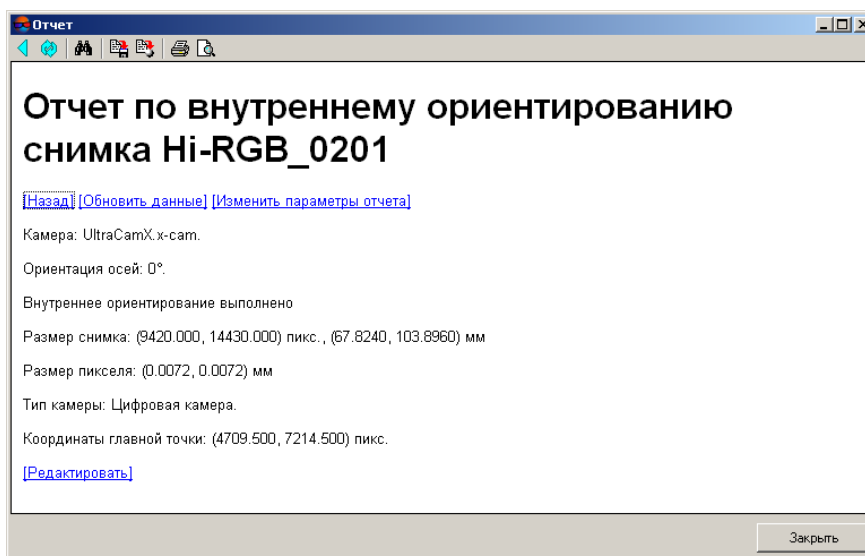 Отчет
Отчет по внутреннему ориентированию
снимка Hi-RGB_0201
[Назад] [Обновить данные] [Изменить параметры отчета]
Камера: UltraCamX.x-cam.
Ориентация осей: 0°.
Внутреннее ориентирование выполнено
Размер снимка: (9420.000, 14430.000) пикс., (67.8240, 103.8960) мм
Размер пикселя: (0.0072, 0.0072) мм
Тип камеры: Цифровая камера.
Координаты главной точки: (4709.500, 7214.500) пикс.
[Редактировать]
Закрыть